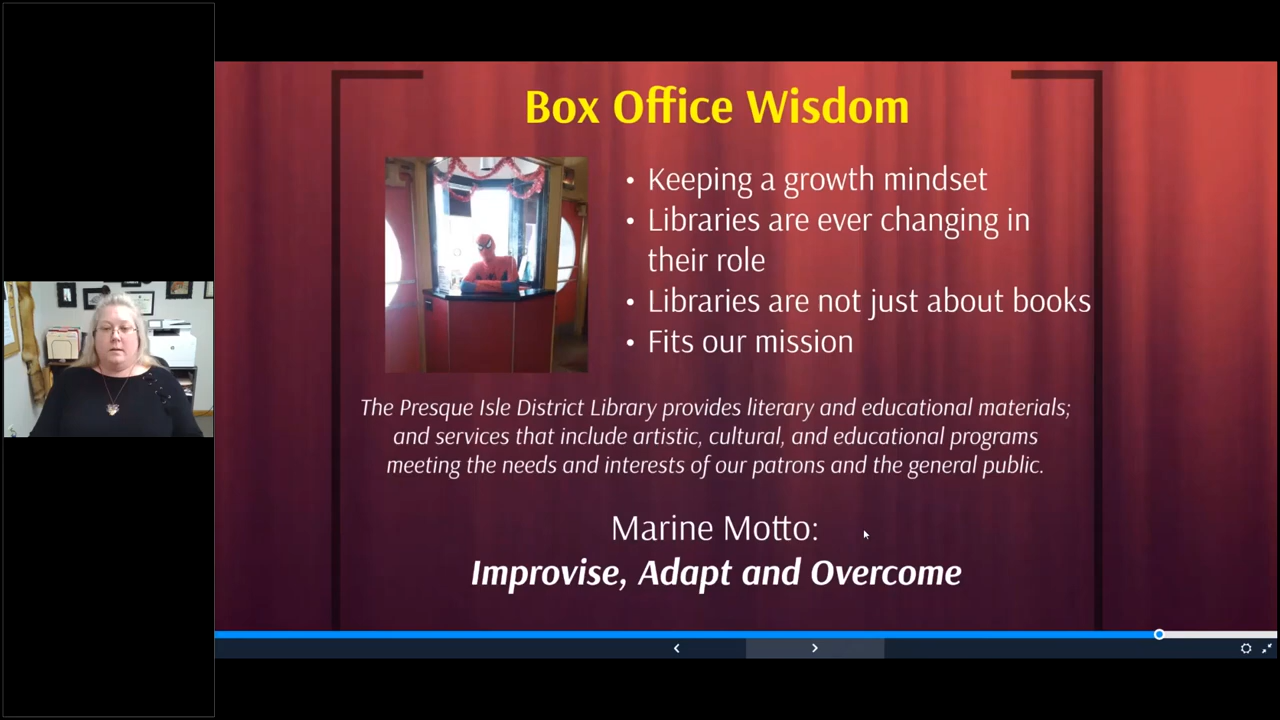 Box Office Wisdom
• Keeping a growth mindset
• Libraries are ever changing in
their role
• Libraries are not just about books
• Fits our mission
The Presque Isle District Library provides literary and educational materials;
and services that include artistic, cultural, and educational programs
meeting the needs and interests of our patrons and the general public.
Marine Motto:
Improvise, Adapt and Overcome